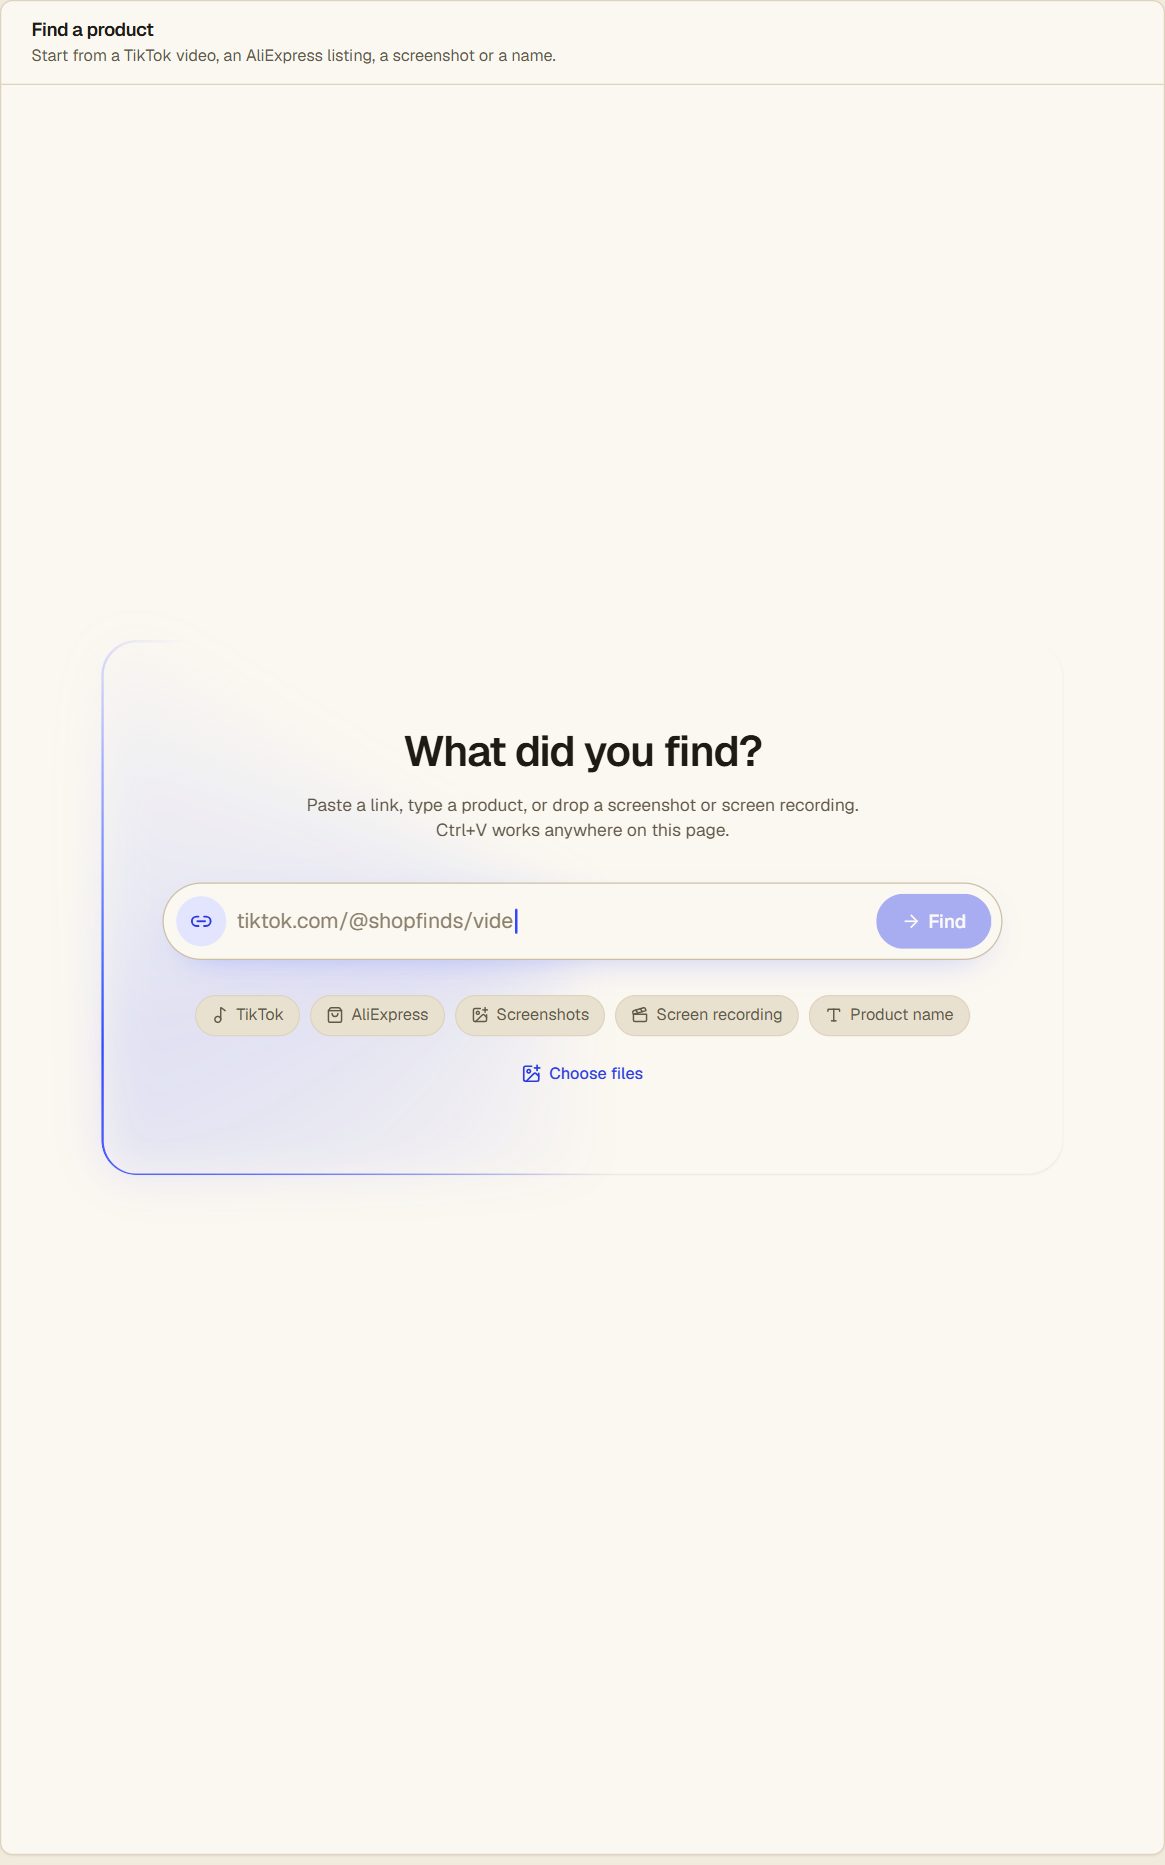 Find a product
Start from a TikTok video, an AliExpress listing, a screenshot or a name.
What did you find?
Paste a link, type a product, or drop a screenshot or screen recording.
Ctrl+V works anywhere on this page.
tiktok.com/@shopfinds/vide
Find
TikTok
AliExpress
Screenshots
Screen recording
Product name
Choose files